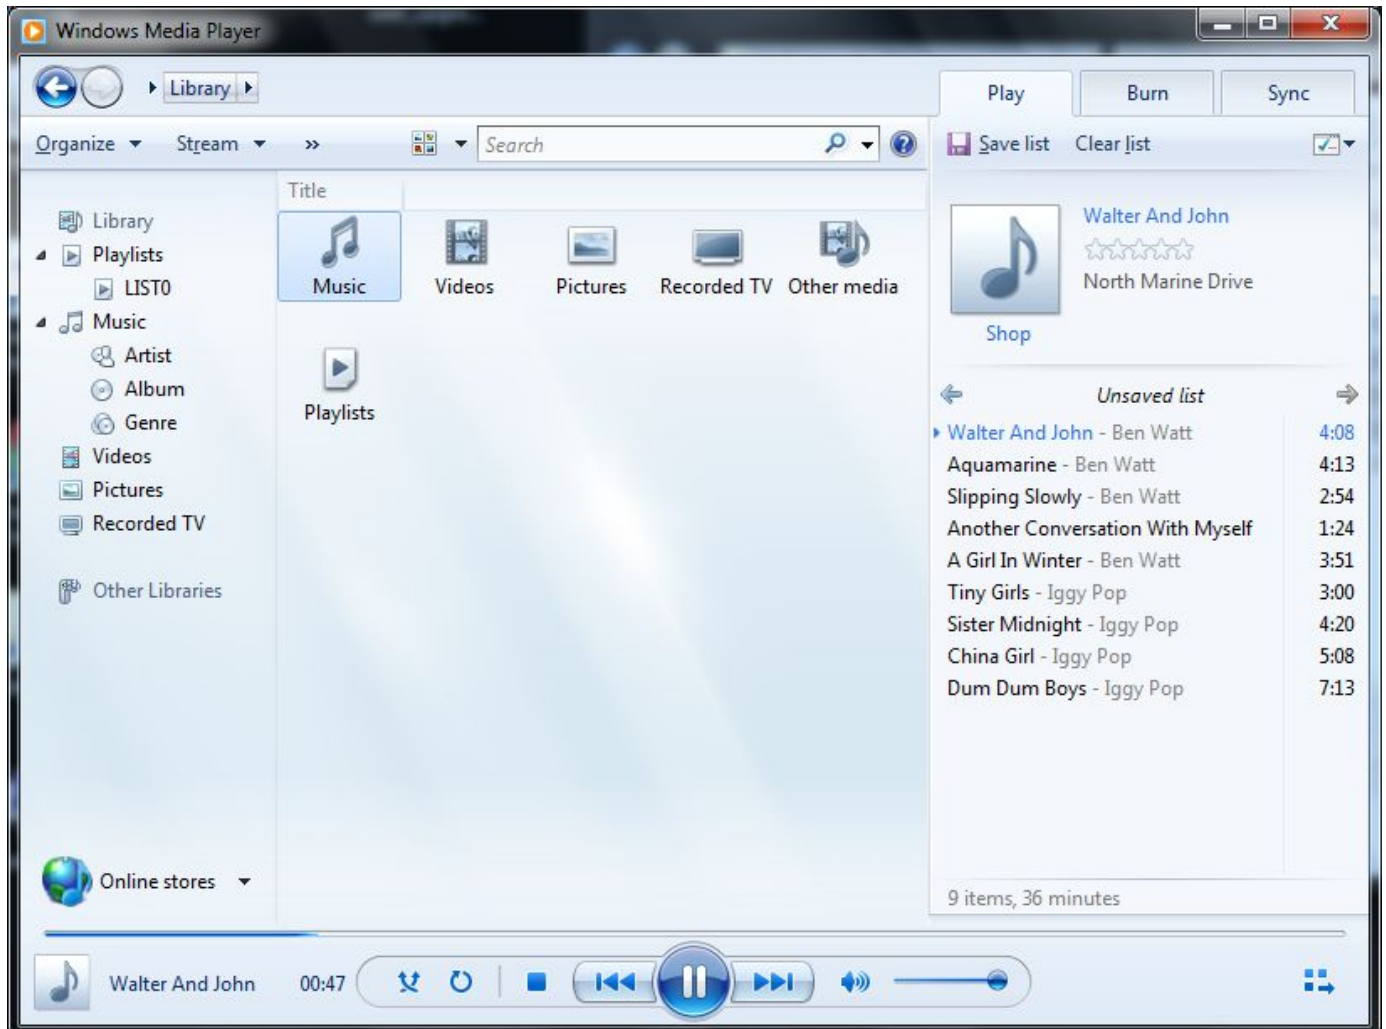 Windows Media Player
Library
Play Burn Sync
Organize Stream » Search
Save list Clear list
Title
Library
Playlists
LIST0
Music
Artist
Album
Genre
Videos
Pictures
Recorded TV
Other Libraries
Online stores
Music Videos Pictures Recorded TV Other media
Playlists
Walter And John
North Marine Drive
Shop
Unsaved list
Walter And John - Ben Watt 4:08
Aquamarine - Ben Watt 4:13
Slipping Slowly - Ben Watt 2:54
Another Conversation With Myself 1:24
A Girl In Winter - Ben Watt 3:51
Tiny Girls - Iggy Pop 3:00
Sister Midnight - Iggy Pop 4:20
China Girl - Iggy Pop 5:08
Dum Dum Boys - Iggy Pop 7:13
9 items, 36 minutes
Walter And John 00:47